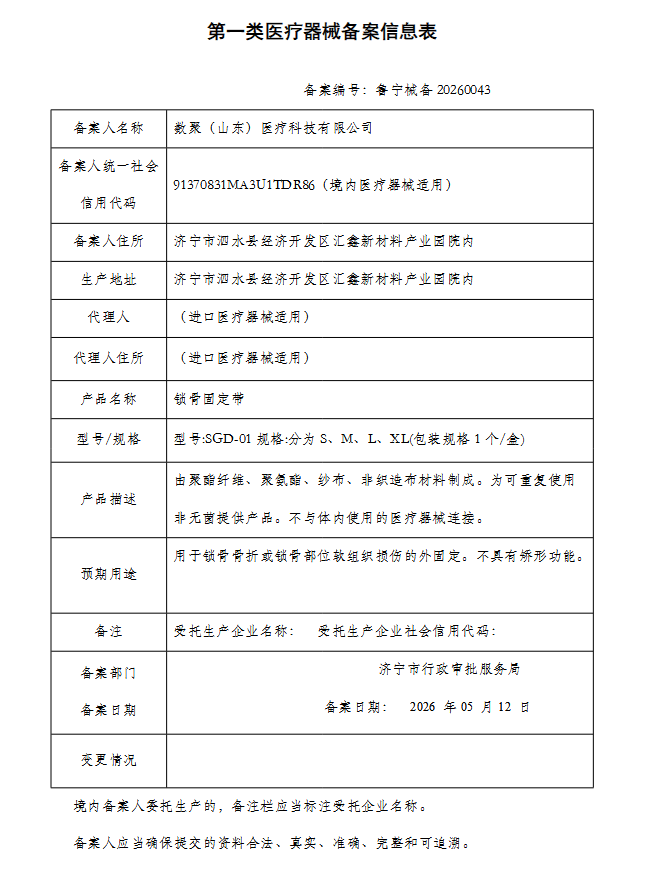 第一类医疗器械备案信息表
备案编号：鲁宁械备 20260043
备案人名称 数聚（山东）医疗科技有限公司
备案人统一社会
信用代码 91370831MA3U1TDR86（境内医疗器械适用）
备案人住所 济宁市泗水县经济开发区汇鑫新材料产业园院内
生产地址 济宁市泗水县经济开发区汇鑫新材料产业园院内
代理人 （进口医疗器械适用）
代理人住所 （进口医疗器械适用）
产品名称 锁骨固定带
型号/规格 型号:SGD-01 规格:分为 S、M、L、XL(包装规格 1 个/盒)
产品描述 由聚酯纤维、聚氨酯、纱布、非织造布材料制成。为可重复使用
非无菌提供产品。不与体内使用的医疗器械连接。
预期用途 用于锁骨骨折或锁骨部位软组织损伤的外固定。不具有矫形功能。
备注 受托生产企业名称： 受托生产企业社会信用代码：
备案部门 济宁市行政审批服务局
备案日期 备案日期： 2026 年 05 月 12 日
变更情况
境内备案人委托生产的，备注栏应当标注受托企业名称。
备案人应当确保提交的资料合法、真实、准确、完整和可追溯。